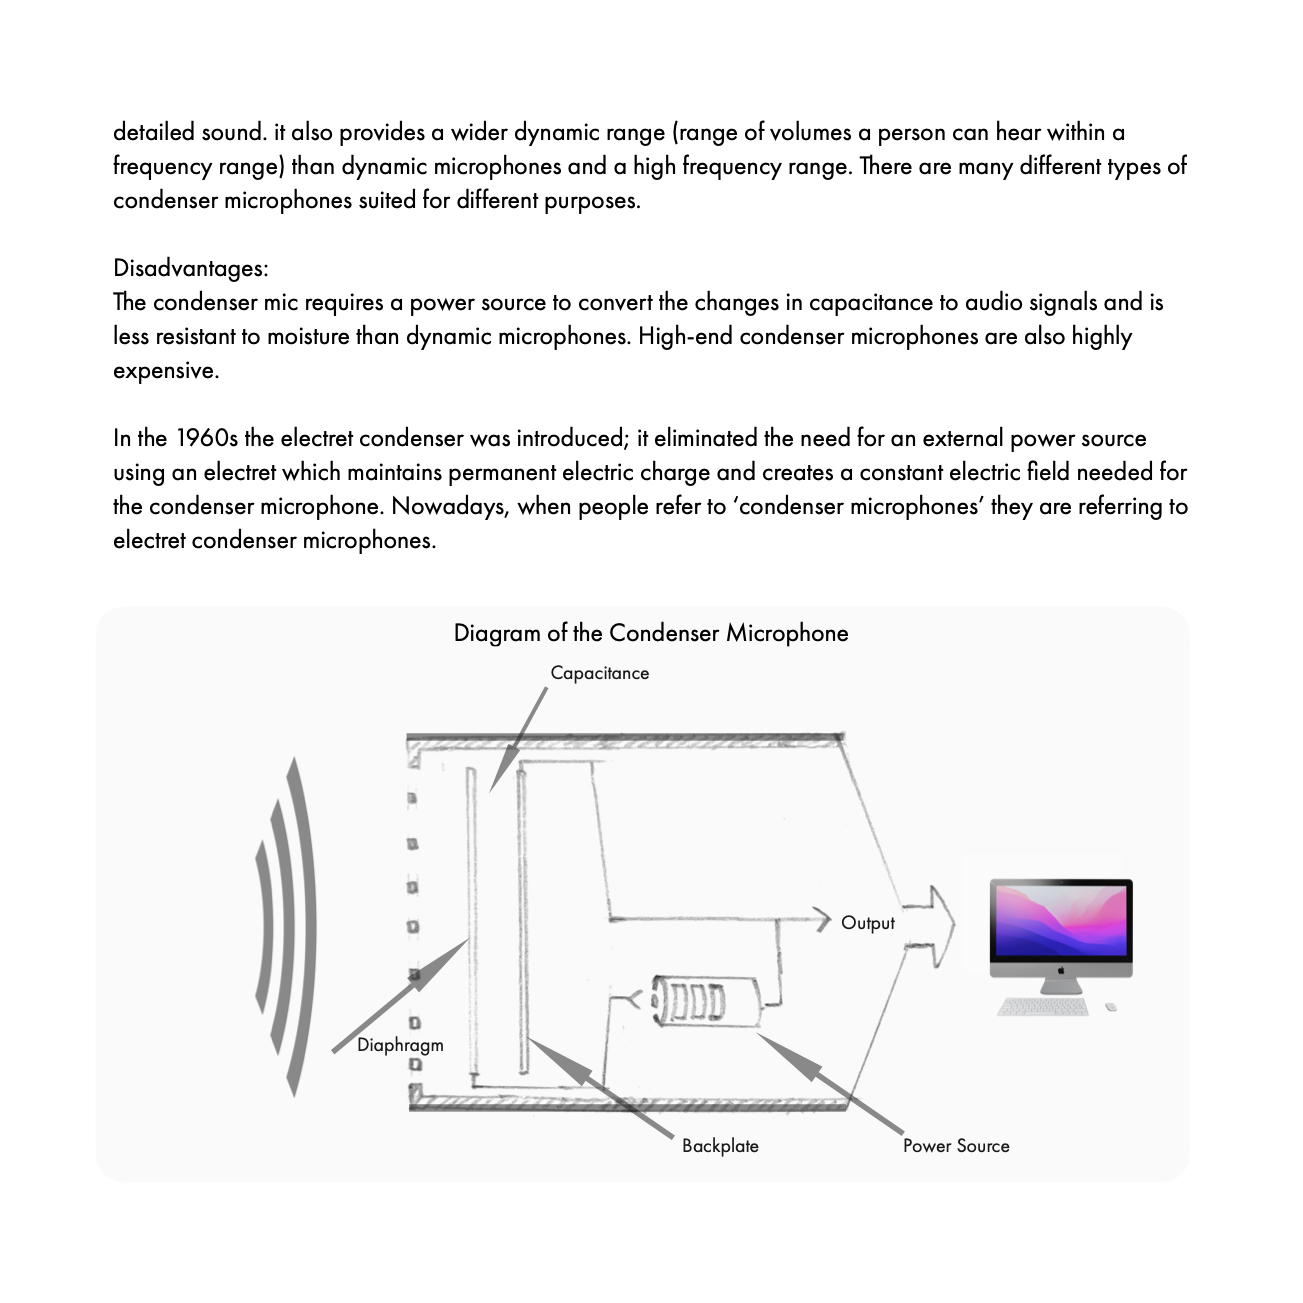 detailed sound. it also provides a wider dynamic range (range of volumes a person can hear within a
frequency range) than dynamic microphones and a high frequency range. There are many different types of
condenser microphones suited for different purposes.
Disadvantages:
The condenser mic requires a power source to convert the changes in capacitance to audio signals and is
less resistant to moisture than dynamic microphones. High-end condenser microphones are also highly
expensive.
In the 1960s the electret condenser was introduced; it eliminated the need for an external power source
using an electret which maintains permanent electric charge and creates a constant electric field needed for
the condenser microphone. Nowadays, when people refer to ‘condenser microphones’ they are referring to
electret condenser microphones.
Diagram of the Condenser Microphone
Capacitance
Output
Diaphragm
Backplate
Power Source